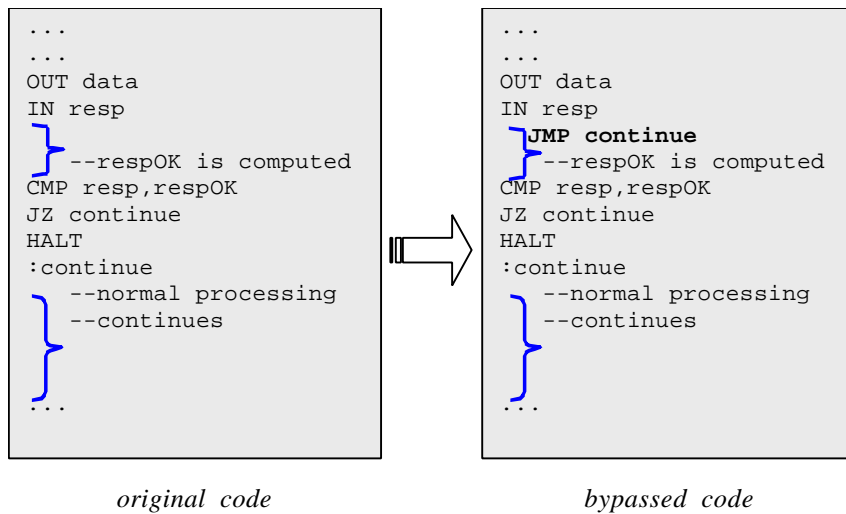 ...
...
OUT data
IN resp
--respOK is computed
CMP resp,respOK
JZ continue
HALT
:continue
--normal processing
--continues
...
original code
...
...
OUT data
IN resp
JMP continue
--respOK is computed
CMP resp,respOK
JZ continue
HALT
:continue
--normal processing
--continues
...
bypassed code